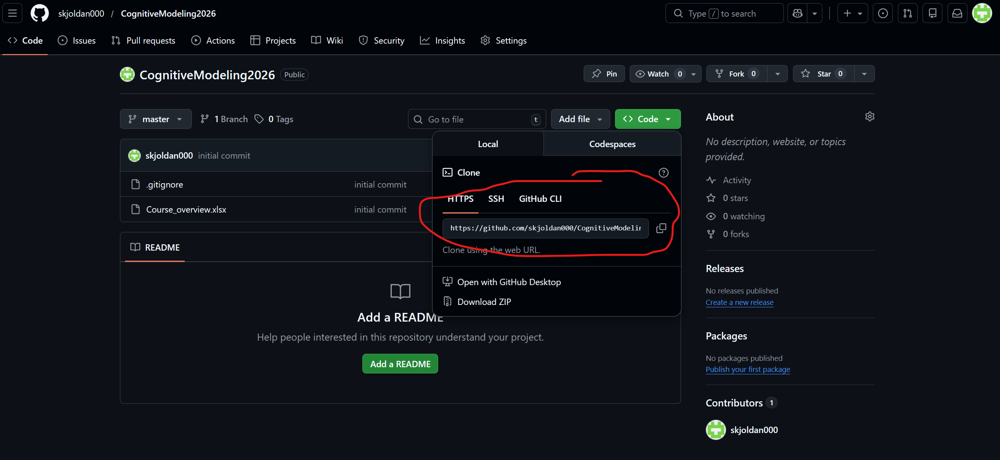 skjoldan000 / CognitiveModeling2026
Type / to search
Code Issues Pull requests Actions Projects Wiki Security Insights Settings
CognitiveModeling2026 Public
Pin Watch 0 Fork 0 Star 0
master 1 Branch 0 Tags
Go to file t Add file Code
Local Codespaces
Clone
HTTPS SSH GitHub CLI
https://github.com/skjoldan000/CognitiveModelin
Clone using the web URL.
Open with GitHub Desktop
Download ZIP
skjoldan000 initial commit
.gitignore initial commit
Course_overview.xlsx initial commit
README
Add a README
Help people interested in this repository understand your project.
Add a README
About
No description, website, or topics
provided.
Activity
0 stars
0 watching
0 forks
Releases
No releases published
Create a new release
Packages
No packages published
Publish your first package
Contributors 1
skjoldan000